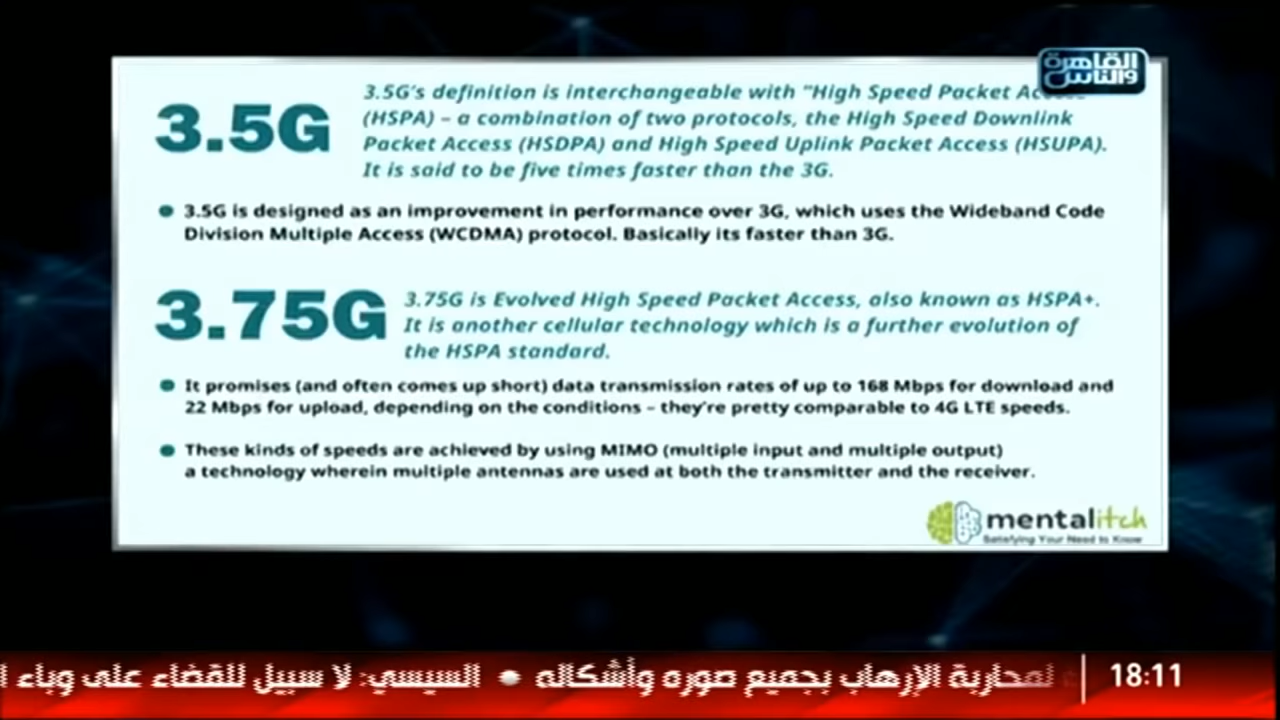 القاهرة
والناس
3.5G
3.5G's definition is interchangeable with "High Speed Packet
(HSPA) – a combination of two protocols, the High Speed Downlink
Packet Access (HSDPA) and High Speed Uplink Packet Access (HSUPA).
It is said to be five times faster than the 3G.
3.5G is designed as an improvement in performance over 3G, which uses the Wideband Code
Division Multiple Access (WCDMA) protocol. Basically its faster than 3G.
3.75G
3.75G is Evolved High Speed Packet Access, also known as HSPA+.
It is another cellular technology which is a further evolution of
the HSPA standard.
It promises (and often comes up short) data transmission rates of up to 168 Mbps for download and
22 Mbps for upload, depending on the conditions – they're pretty comparable to 4G LTE speeds.
These kinds of speeds are achieved by using MIMO (multiple input and multiple output)
a technology wherein multiple antennas are used at both the transmitter and the receiver.
mentalitch
Satisfying Your Need to Know
18:11
لمحاربة الإرهاب بجميع صوره وأشكاله • السيسي: لا سبيل للقضاء على وباء